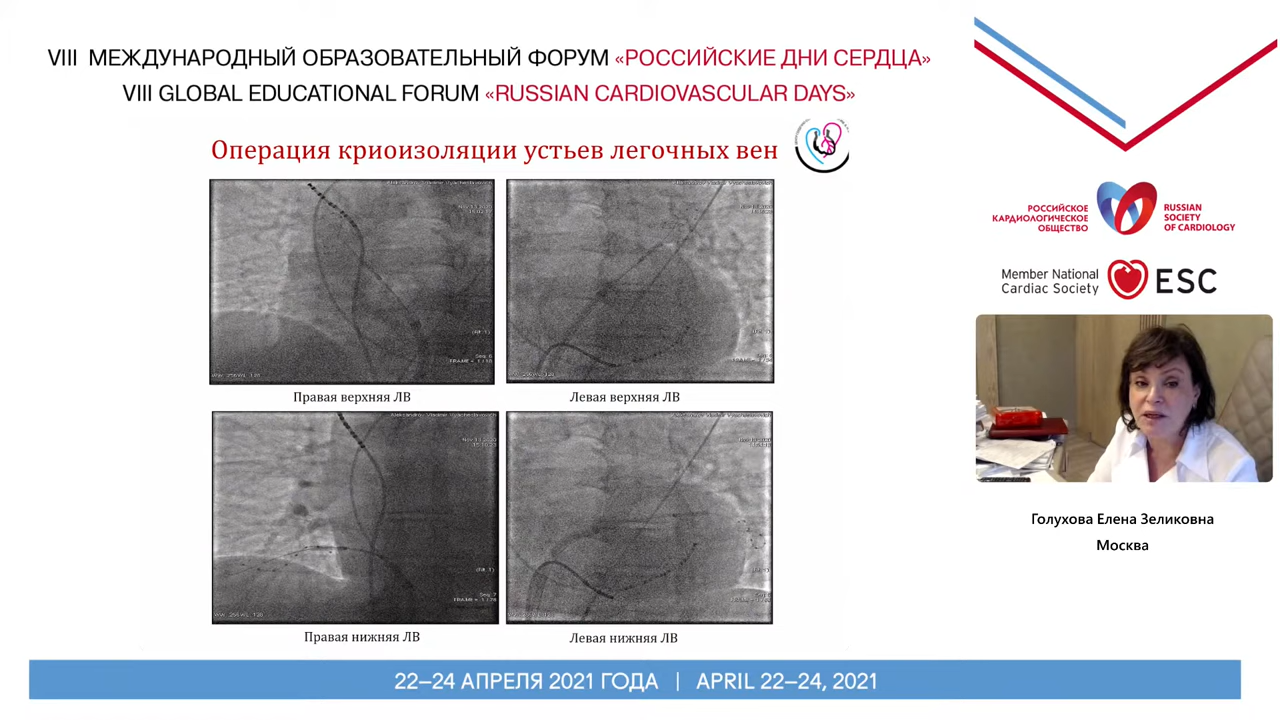 VIII МЕЖДУНАРОДНЫЙ ОБРАЗОВАТЕЛЬНЫЙ ФОРУМ «РОССИЙСКИЕ ДНИ СЕРДЦА»
VIII GLOBAL EDUCATIONAL FORUM «RUSSIAN CARDIOVASCULAR DAYS»
Операция криоизоляции устьев легочных вен
Правая верхняя ЛВ
Левая верхняя ЛВ
Правая нижняя ЛВ
Левая нижняя ЛВ
РОССИЙСКОЕ
КАРДИОЛОГИЧЕСКОЕ
ОБЩЕСТВО
RUSSIAN
SOCIETY
OF CARDIOLOGY
Member National
Cardiac Society
ESC
Голухова Елена Зеликовна
Москва
22–24 АПРЕЛЯ 2021 ГОДА | APRIL 22–24, 2021